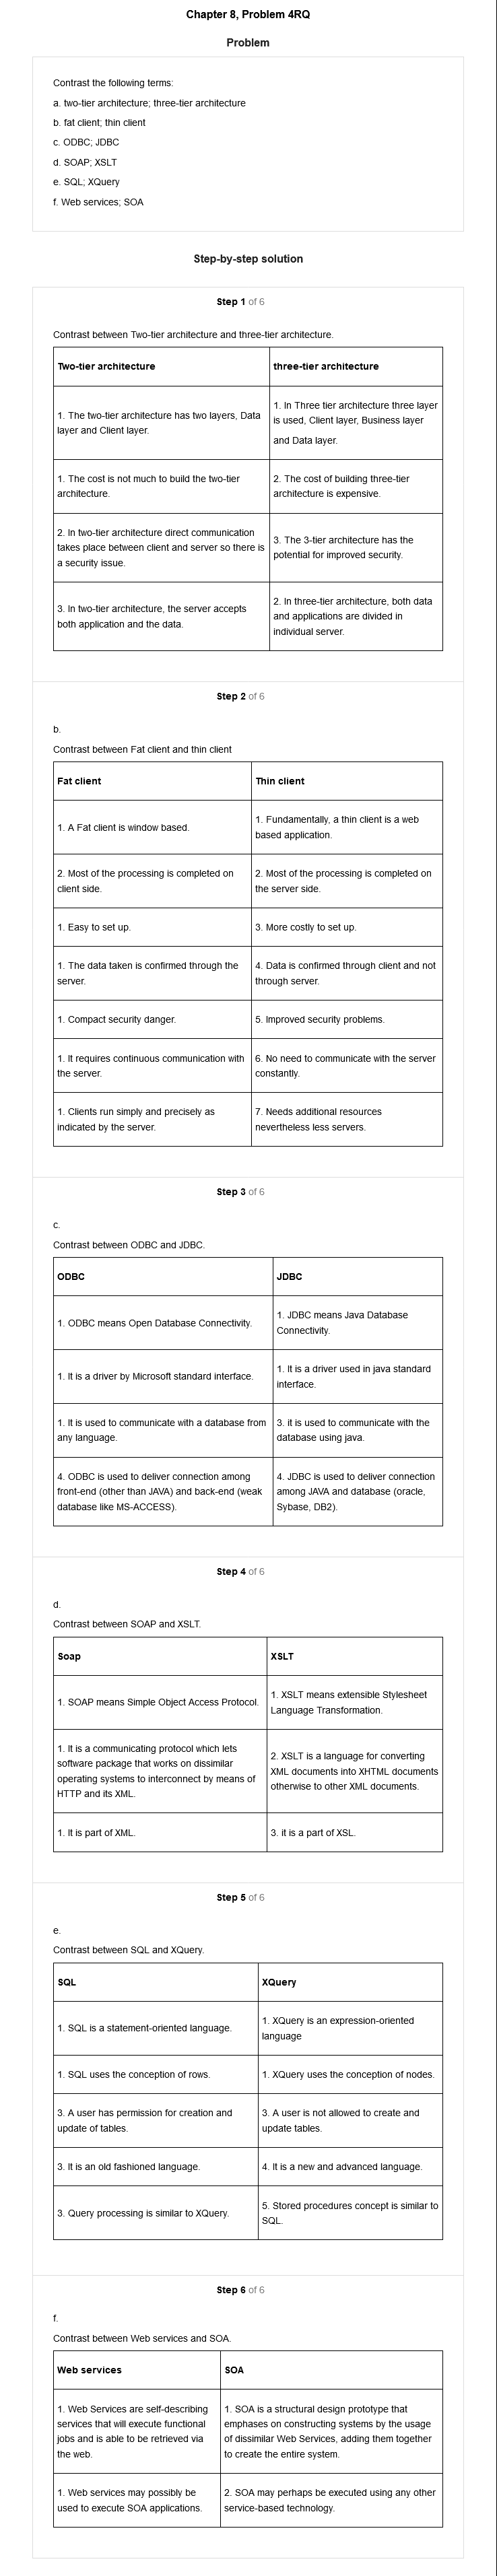 Chapter 8, Problem 4RQ
Problem
Contrast the following terms:
a. two-tier architecture; three-tier architecture
b. fat client; thin client
c. ODBC; JDBC
d. SOAP; XSLT
e. SQL; XQuery
f. Web services; SOA
Step-by-step solution
Step 1 of 6
Contrast between Two-tier architecture and three-tier architecture.
Two-tier architecture
three-tier architecture
1. The two-tier architecture has two layers, Data
layer and Client layer.
1. In Three tier architecture three layer
is used, Client layer, Business layer
and Data layer.
1. The cost is not much to build the two-tier
architecture.
2. The cost of building three-tier
architecture is expensive.
2. In two-tier architecture direct communication
takes place between client and server so there is
a security issue.
3. The 3-tier architecture has the
potential for improved security.
3. In two-tier architecture, the server accepts
both application and the data.
2. In three-tier architecture, both data
and applications are divided in
individual server.
Step 2 of 6
b.
Contrast between Fat client and thin client
Fat client
Thin client
1. A Fat client is window based.
1. Fundamentally, a thin client is a web
based application.
2. Most of the processing is completed on
client side.
2. Most of the processing is completed on
the server side.
1. Easy to set up.
3. More costly to set up.
1. The data taken is confirmed through the
server.
4. Data is confirmed through client and not
through server.
1. Compact security danger.
5. Improved security problems.
1. It requires continuous communication with
the server.
6. No need to communicate with the server
constantly.
1. Clients run simply and precisely as
indicated by the server.
7. Needs additional resources
nevertheless less servers.
Step 3 of 6
c.
Contrast between ODBC and JDBC.
ODBC
JDBC
1. ODBC means Open Database Connectivity.
1. JDBC means Java Database
Connectivity.
1. It is a driver by Microsoft standard interface.
1. It is a driver used in java standard
interface.
1. It is used to communicate with a database from
any language.
3. it is used to communicate with the
database using java.
4. ODBC is used to deliver connection among
front-end (other than JAVA) and back-end (weak
database like MS-ACCESS).
4. JDBC is used to deliver connection
among JAVA and database (oracle,
Sybase, DB2).
Step 4 of 6
d.
Contrast between SOAP and XSLT.
Soap
XSLT
1. SOAP means Simple Object Access Protocol.
1. XSLT means extensible Stylesheet
Language Transformation.
1. It is a communicating protocol which lets
software package that works on dissimilar
operating systems to interconnect by means of
HTTP and its XML.
2. XSLT is a language for converting
XML documents into XHTML documents
otherwise to other XML documents.
1. It is part of XML.
3. it is a part of XSL.
Step 5 of 6
e.
Contrast between SQL and XQuery.
SQL
XQuery
1. SQL is a statement-oriented language.
1. XQuery is an expression-oriented
language
1. SQL uses the conception of rows.
1. XQuery uses the conception of nodes.
3. A user has permission for creation and
update of tables.
3. A user is not allowed to create and
update tables.
3. It is an old fashioned language.
4. It is a new and advanced language.
3. Query processing is similar to XQuery.
5. Stored procedures concept is similar to
SQL.
Step 6 of 6
f.
Contrast between Web services and SOA.
Web services
SOA
1. Web Services are self-describing
services that will execute functional
jobs and is able to be retrieved via
the web.
1. SOA is a structural design prototype that
emphases on constructing systems by the usage
of dissimilar Web Services, adding them together
to create the entire system.
1. Web services may possibly be
used to execute SOA applications.
2. SOA may perhaps be executed using any other
service-based technology.